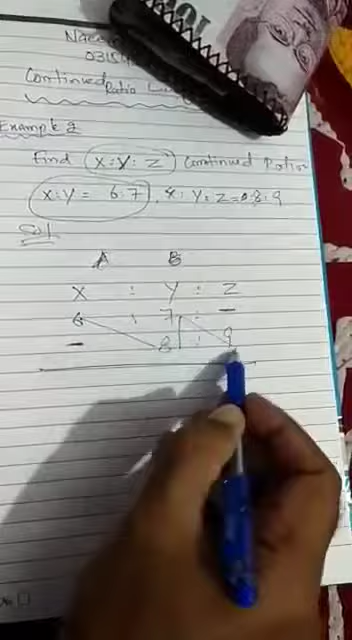 Continued Ratio
Example 2
Find X:Y:Z Continued Ratio
X:Y = 6:7, & : Y:Z=8:9
Sol
A B
X : Y : Z
6 : 7 : –
– 8 : 9